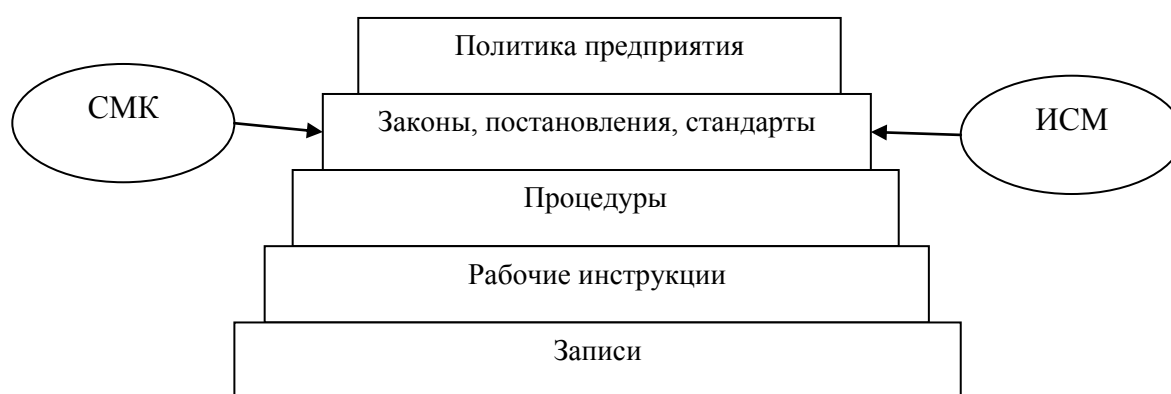 Политика предприятия
СМК
Законы, постановления, стандарты
ИСМ
Процедуры
Рабочие инструкции
Записи